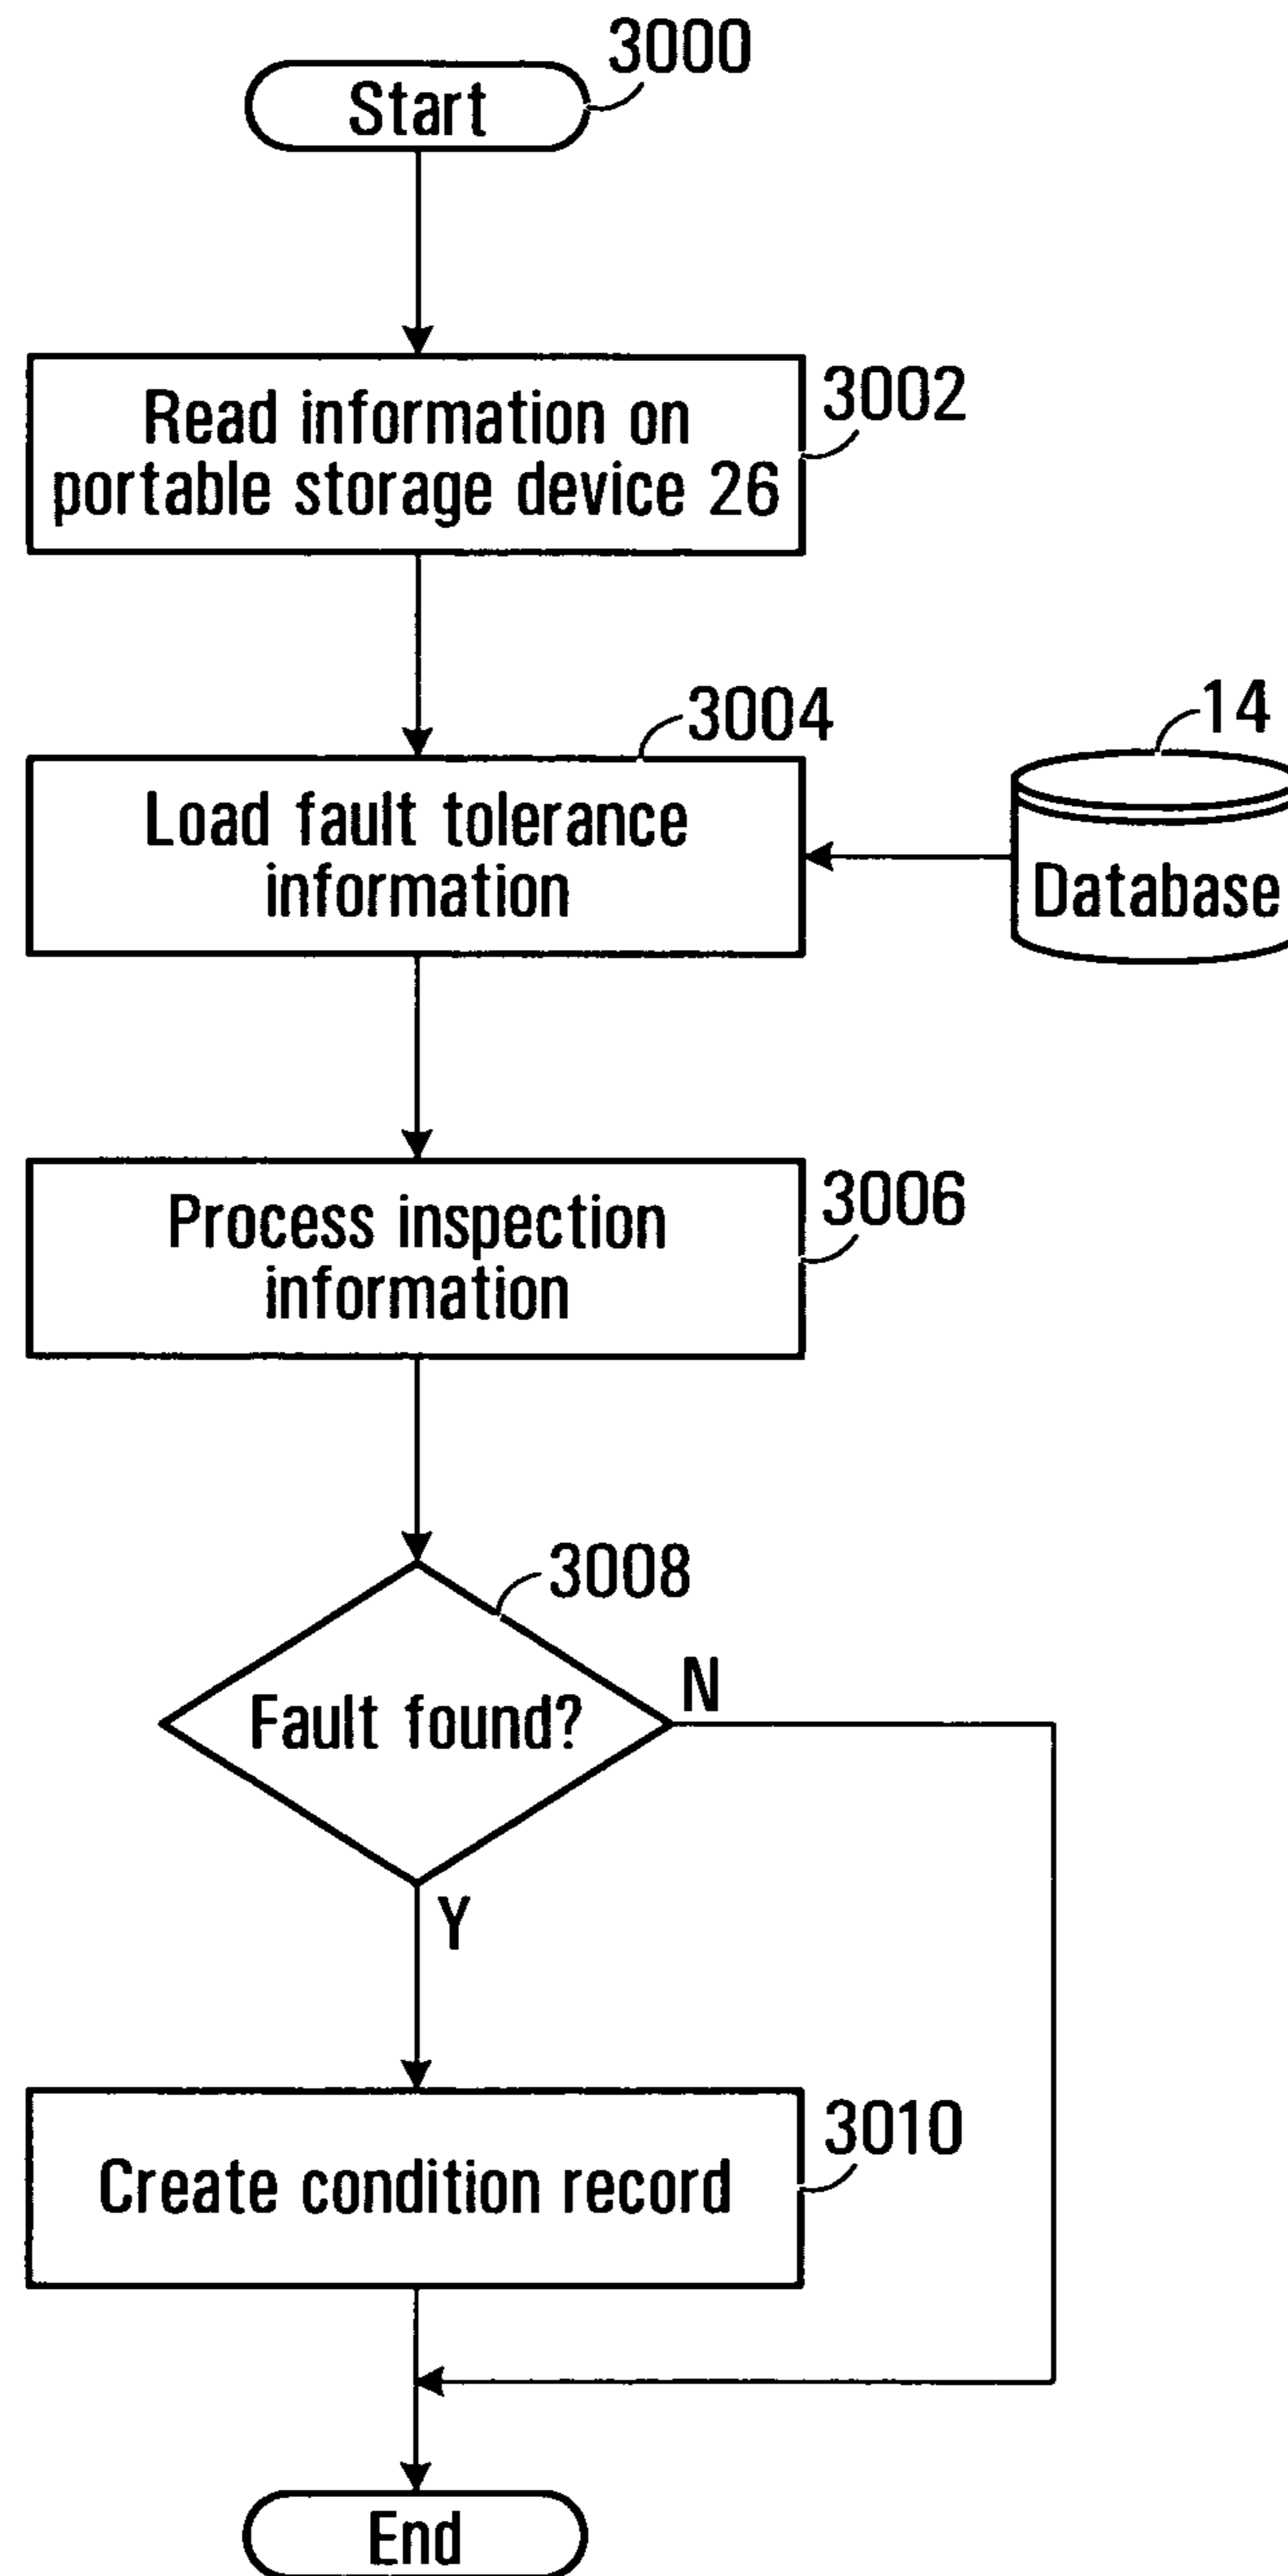 3000
Start
Read information on
portable storage device 26
3002
3004
Load fault tolerance
information
14
Database
Process inspection
information
3006
3008
Fault found?
N
Y
Create condition record
3010
End